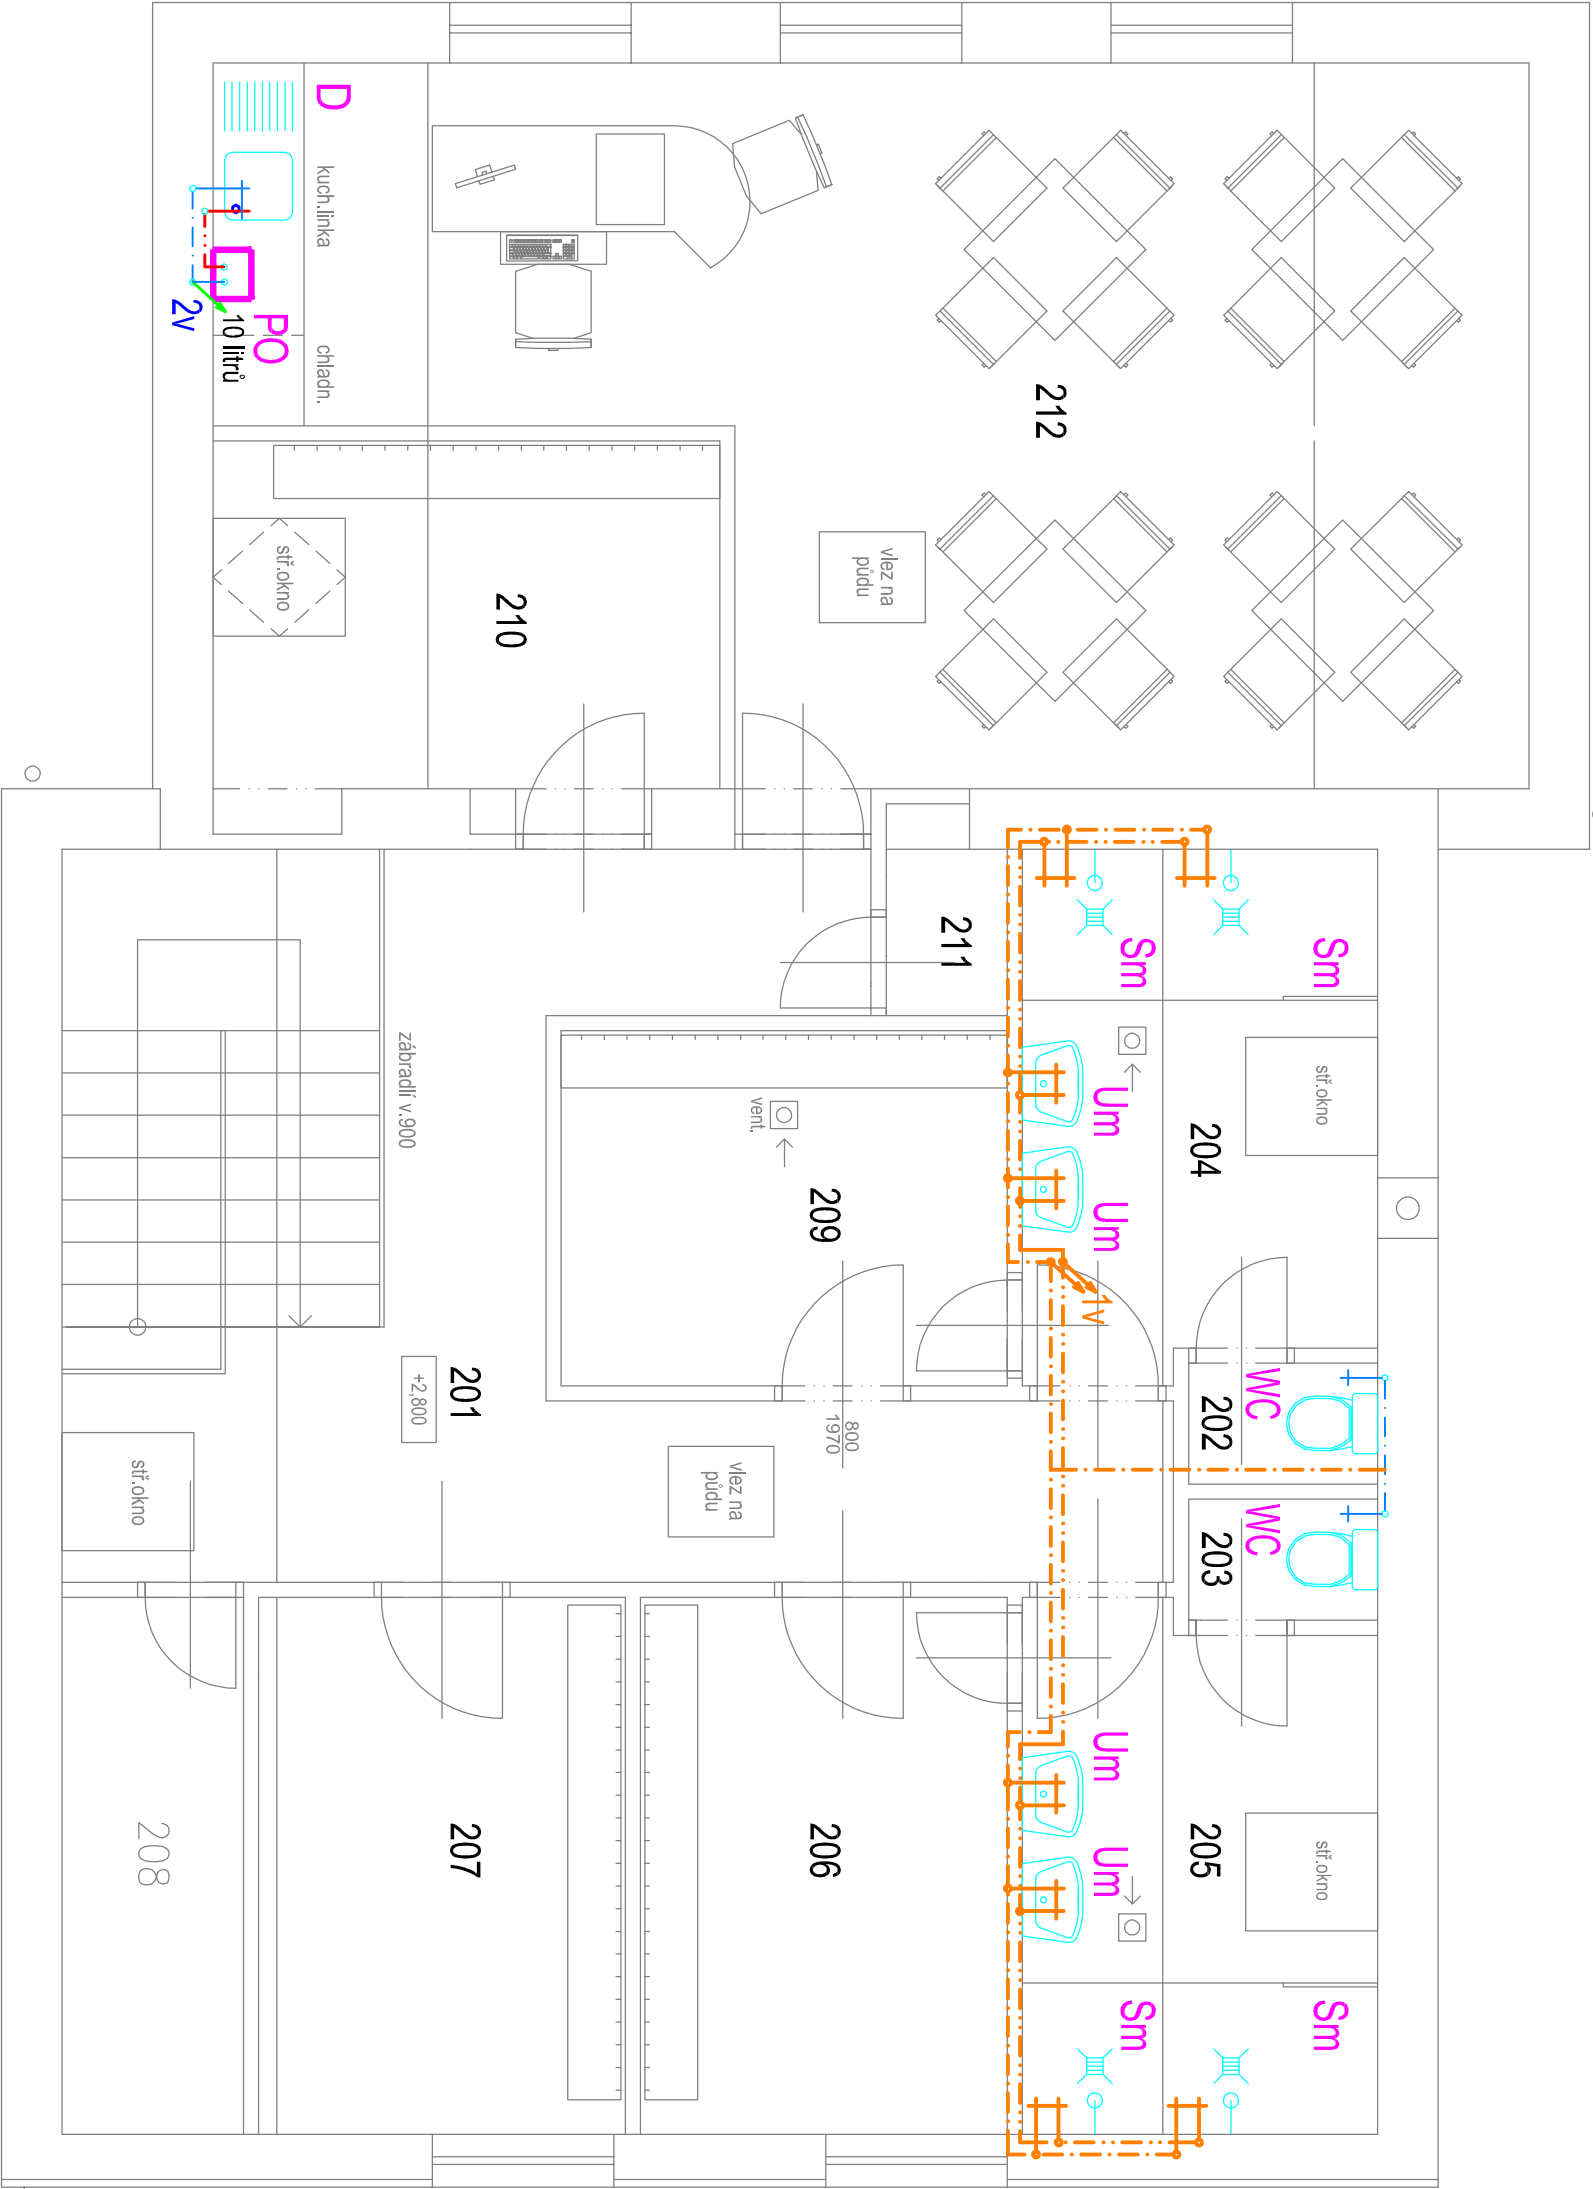 D
kuch.linka
PO
10 litrů
2v
chladn.
212
vlez na
půdu
stř.okno
210
211
Sm
Sm
zábradlí v.900
vent.
Um
Um
stř.okno
204
209
1v
201
+2,800
800
1970
WC
202
vlez na
půdu
stř.okno
WC
203
Um
Um
208
207
206
205
stř.okno
Sm
Sm